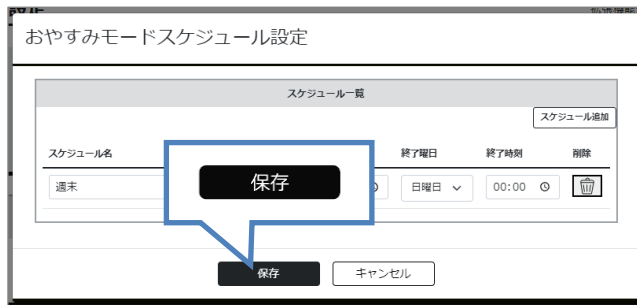 おやすみモードスケジュール設定
スケジュール一覧
スケジュール追加
スケジュール名 終了曜日 終了時刻 削除
週末 日曜日 00:00
保存
保存 キャンセル